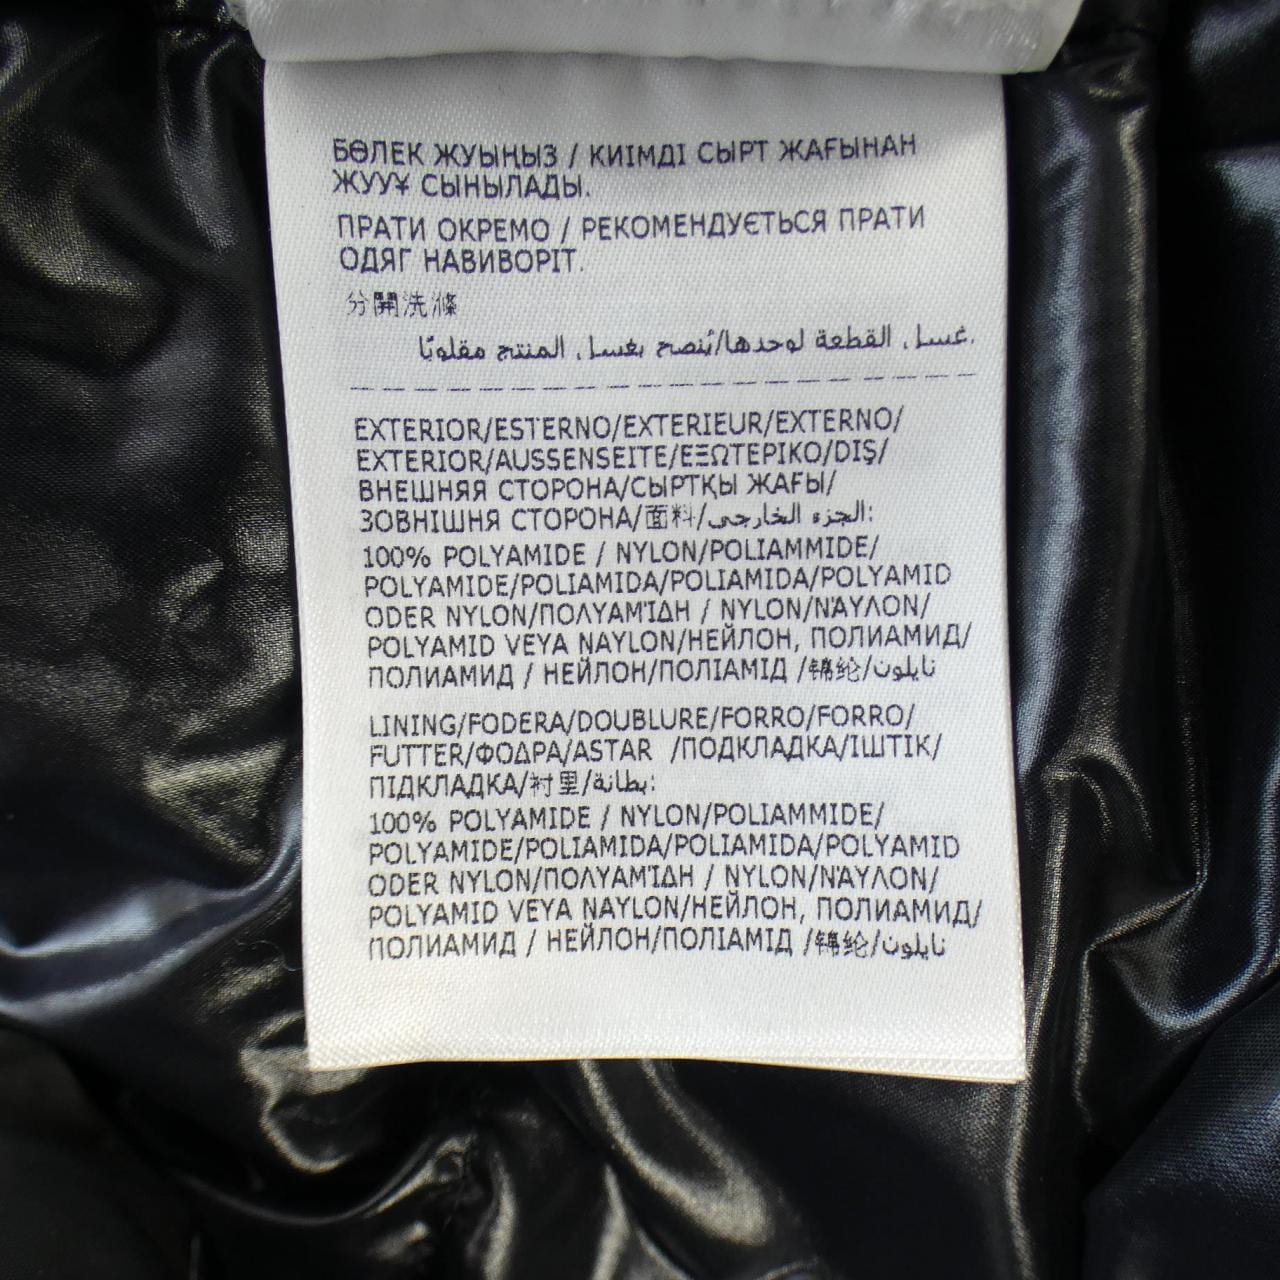 БӨЛЕК ЖУЫҢЫЗ / КИІМДІ СЫРТ ЖАҒЫНАН
ЖУУҰ СЫНЫЛАДЫ.
ПРАТИ ОКРЕМО / РЕКОМЕНДУЄТЬСЯ ПРАТИ
ОДЯГ НАВИВОРІТ.
分開洗滌
غسل القطعة لوحدها/يُنصح بغسل المنتج مقلوبًا.
EXTERIOR/ESTERNO/EXTERIEUR/EXTERNO/
EXTERIOR/AUSSENSEITE/ΕΞΩΤΕΡΙΚΟ/DIŞ/
ВНЕШНЯЯ СТОРОНА/СЫРТҚЫ ЖАҒЫ/
ЗОВНІШНЯ СТОРОНА/面料/الجزء الخارجي:
100% POLYAMIDE / NYLON/POLIAMMIDE/
POLYAMIDE/POLIAMIDA/POLIAMIDA/POLYAMID
ODER NYLON/ΠΟΛΥΑΜΊΔΗ / NYLON/ΝΆΥΛΟΝ/
POLYAMID VEYA NAYLON/НЕЙЛОН, ПОЛИАМИД/
ПОЛИАМИД / НЕЙЛОН/ПОЛІАМІД /锦纶/نايلون
LINING/FODERA/DOUBLURE/FORRO/FORRO/
FUTTER/ΦΟΔΡΑ/ASTAR /ПОДКЛАДКА/ІШТІК/
ПІДКЛАДКА/衬里/بطانة:
100% POLYAMIDE / NYLON/POLIAMMIDE/
POLYAMIDE/POLIAMIDA/POLIAMIDA/POLYAMID
ODER NYLON/ΠΟΛΥΑΜΊΔΗ / NYLON/ΝΆΥΛΟΝ/
POLYAMID VEYA NAYLON/НЕЙЛОН, ПОЛИАМИД/
ПОЛИАМИД / НЕЙЛОН/ПОЛІАМІД /锦纶/نايلون